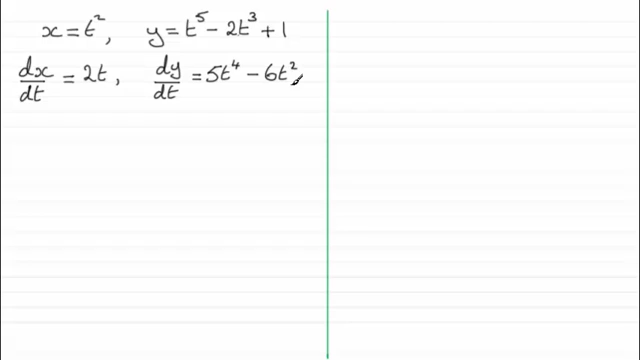 x = t², y = t⁵ − 2t³ + 1
dx/dt = 2t, dy/dt = 5t⁴ − 6t²